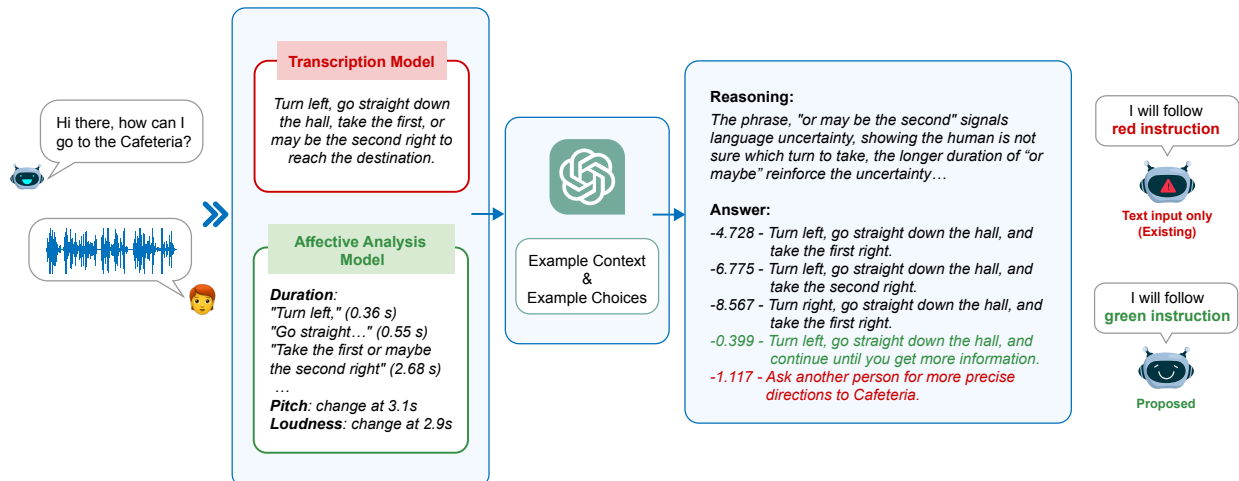 Hi there, how can I
go to the Cafeteria?
Transcription Model
Turn left, go straight down
the hall, take the first, or
may be the second right to
reach the destination.
Affective Analysis
Model
Duration:
"Turn left," (0.36 s)
"Go straight…" (0.55 s)
"Take the first or maybe
the second right" (2.68 s)
…
Pitch: change at 3.1s
Loudness: change at 2.9s
Example Context
&
Example Choices
Reasoning:
The phrase, "or may be the second" signals
language uncertainty, showing the human is not
sure which turn to take, the longer duration of “or
maybe” reinforce the uncertainty…
Answer:
-4.728 - Turn left, go straight down the hall, and
take the first right.
-6.775 - Turn left, go straight down the hall, and
take the second right.
-8.567 - Turn right, go straight down the hall, and
take the first right.
-0.399 - Turn left, go straight down the hall, and
continue until you get more information.
-1.117 - Ask another person for more precise
directions to Cafeteria.
I will follow
red instruction
Text input only
(Existing)
I will follow
green instruction
Proposed